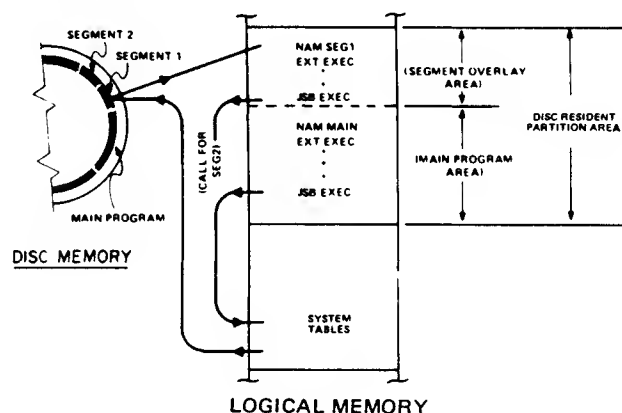 SEGMENT 2
SEGMENT 1
MAIN PROGRAM
DISC MEMORY
(CALL FOR
SEG2)
NAM SEG1
EXT EXEC
.
.
JSB EXEC
NAM MAIN
EXT EXEC
.
.
.
JSB EXEC
SYSTEM
TABLES
(SEGMENT OVERLAY
AREA)
(MAIN PROGRAM
AREA)
DISC RESIDENT
PARTITION AREA
LOGICAL MEMORY